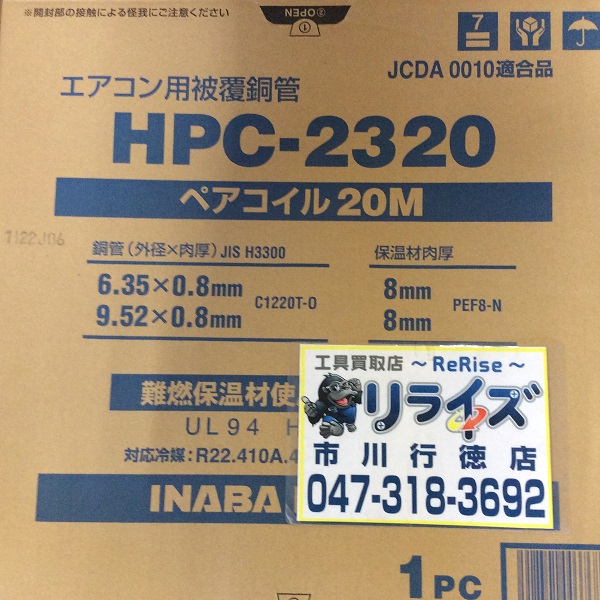 ※開封部の接触による怪我にご注意ください。
②OPEN
①
7
JCDA 0010適合品
エアコン用被覆銅管
HPC-2320
ペアコイル 20M
1122J06
銅管（外径×肉厚）JIS H3300
保温材肉厚
6.35×0.8mm
9.52×0.8mm
C1220T-O
8mm
8mm
PEF8-N
難燃保温材使
UL94 H
対応冷媒：R22.410A.4
INABA
工具買取店 ～ReRise～
リライズ
市川行徳店
047-318-3692
1PC